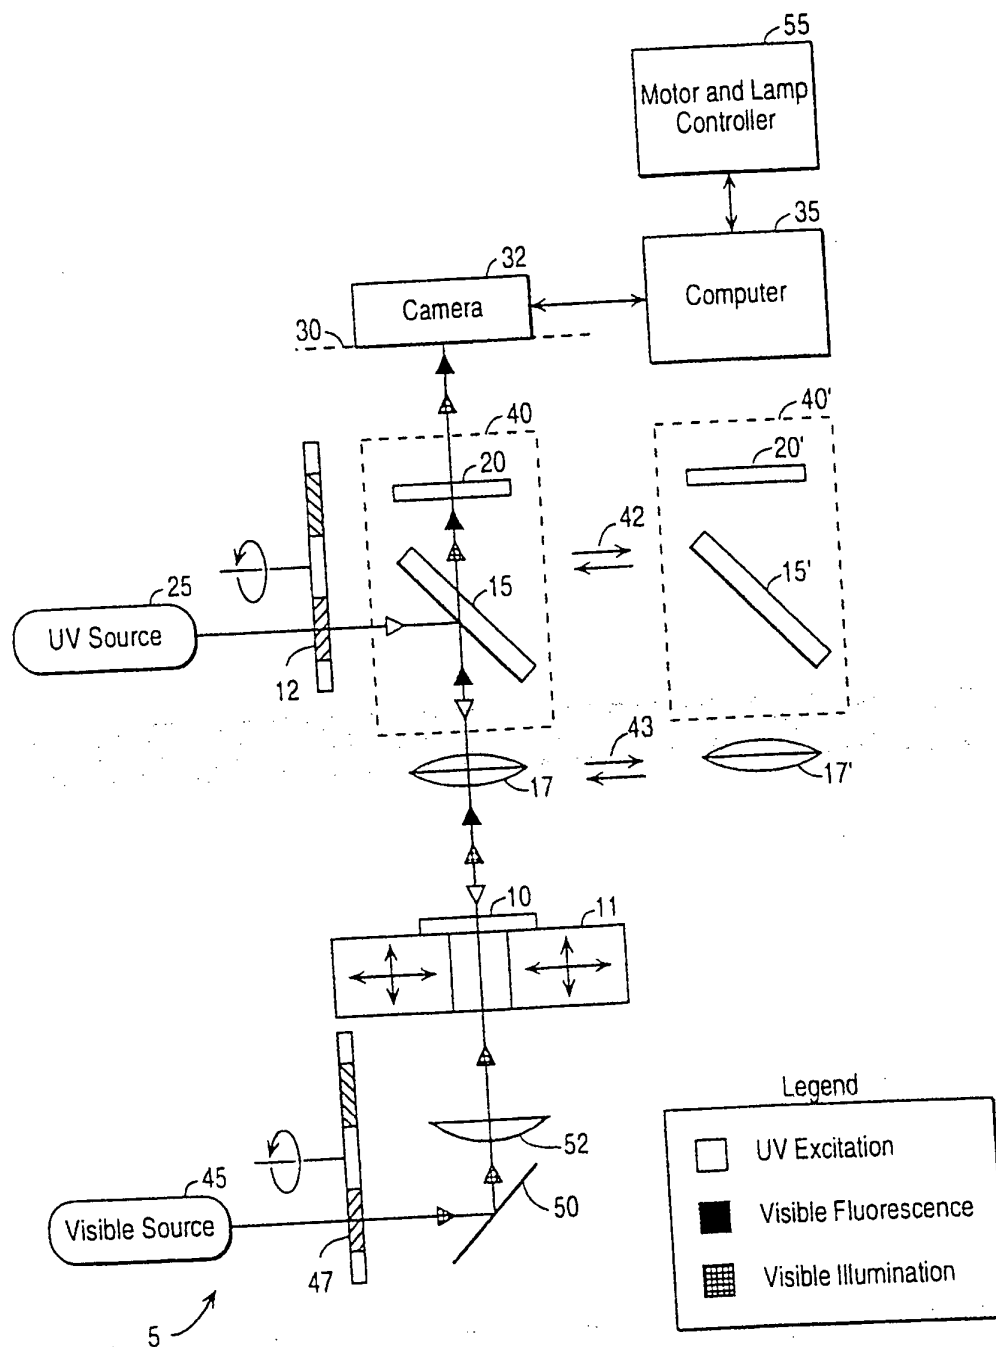 55
Motor and Lamp
Controller
35
32
Camera
Computer
30
40
40'
20
20'
42
15
15'
25
UV Source
12
43
17
17'
10
11
Legend
UV Excitation
52
45
50
Visible Source
Visible Fluorescence
47
Visible Illumination
5